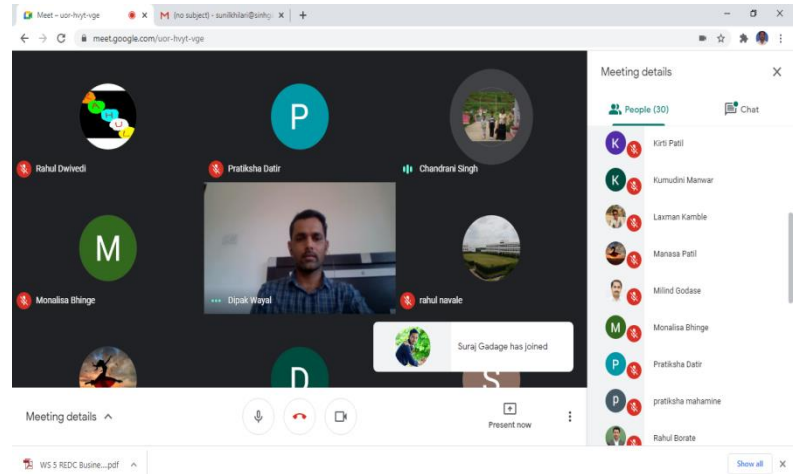 Meet – uor-hvyt-vge
(no subject) - sunilkhilari@sinhg
meet.google.com/uor-hvyt-vge
Rahul Dwivedi
P
Pratiksha Datir
Chandrani Singh
M
Monalisa Bhinge
Dipak Wayal
rahul navale
Suraj Gadage has joined
D
S
Meeting details
People (30)
Chat
K
Kirti Patil
K
Kumudini Manwar
Laxman Kamble
Manasa Patil
Milind Godase
M
Monalisa Bhinge
P
Pratiksha Datir
P
pratiksha mahamine
Rahul Borate
Meeting details
Present now
WS 5 REDC Busine....pdf
Show all